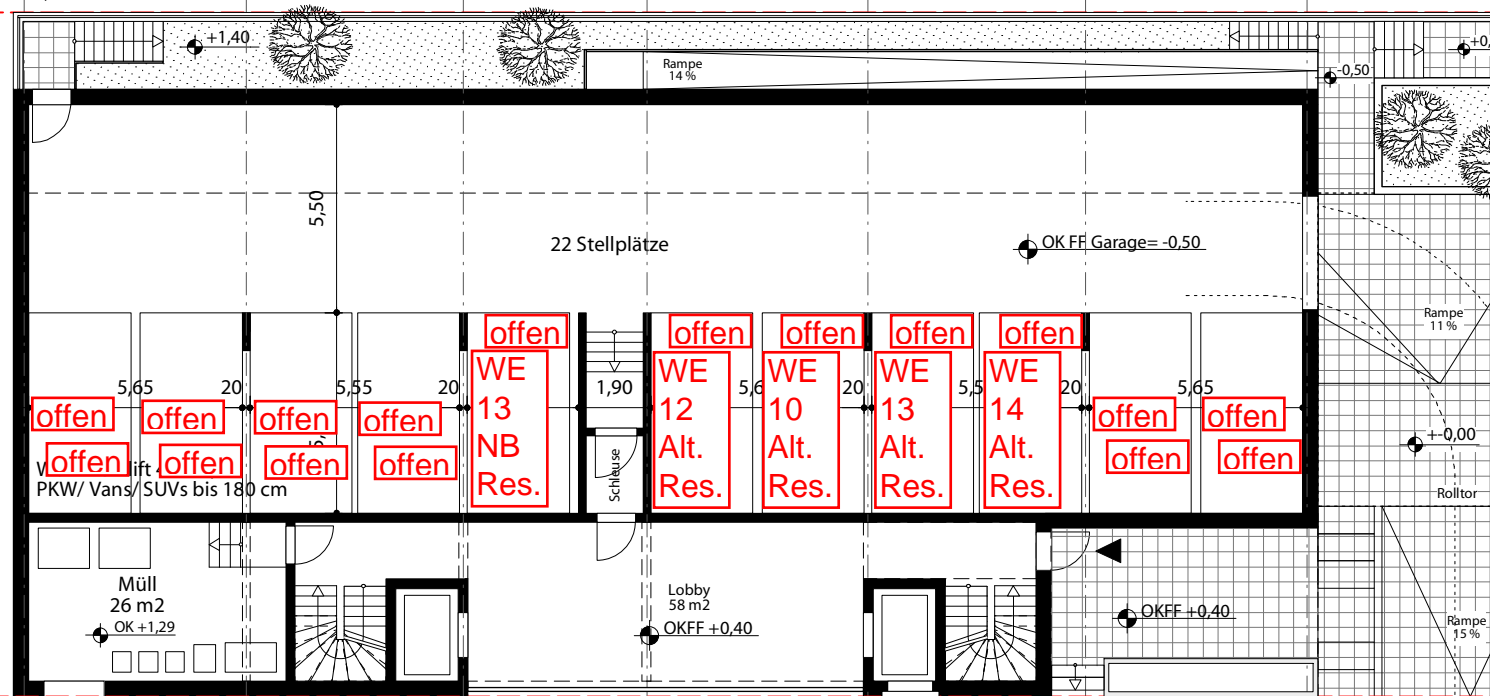 +1,40
Rampe
14 %
-0,50
+0,
5,50
22 Stellplätze
OK FF Garage= -0,50
Rampe
11 %
offen
offen
offen
offen
offen
WE
13
NB
Res.
WE
12
Alt.
Res.
WE
10
Alt.
Res.
WE
13
Alt.
Res.
WE
14
Alt.
Res.
5,65
20
5,55
20
1,90
5,6
20
5,5
20
5,65
offen
offen
offen
offen
offen
offen
offen
offen
offen
offen
offen
offen
5,
W
lift
PKW/ Vans/ SUVs bis 180 cm
Schleuse
+-0,00
Rolltor
Müll
26 m2
OK +1,29
Lobby
58 m2
OKFF +0,40
OKFF +0,40
Rampe
15 %